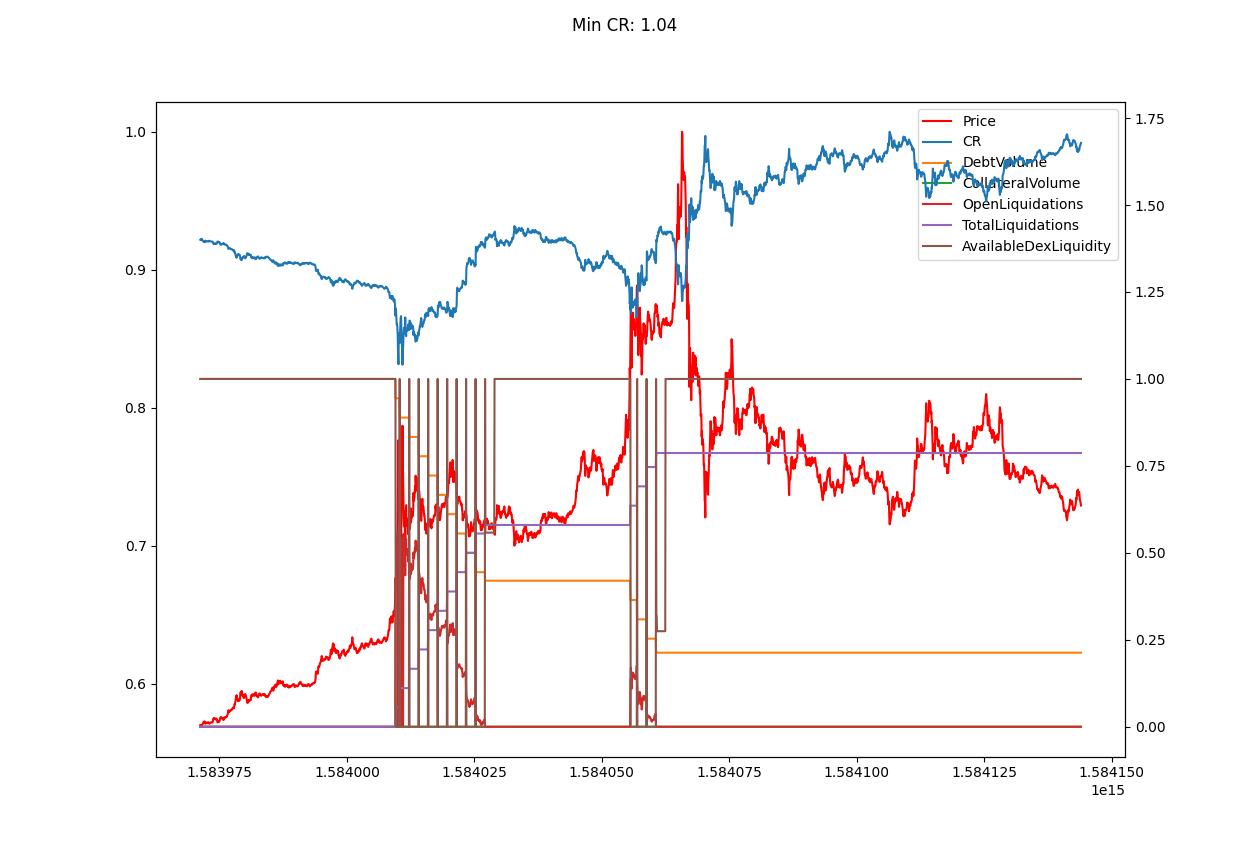 Min CR: 1.04
Price
CR
DebtVolume
CollateralVolume
OpenLiquidations
TotalLiquidations
AvailableDexLiquidity
1.0
0.9
0.8
0.7
0.6
1.75
1.50
1.25
1.00
0.75
0.50
0.25
0.00
1.583975 1.584000 1.584025 1.584050 1.584075 1.584100 1.584125 1.584150
1e15